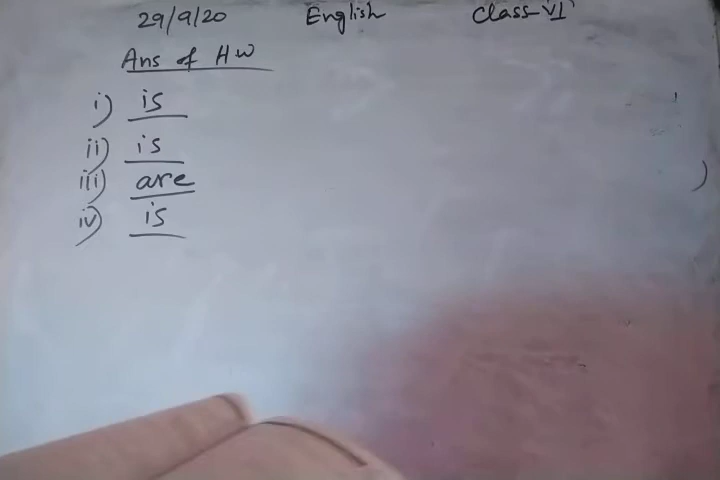 29/9/20 English Class-VI
Ans of HW
i) is
ii) is
iii) are
iv) is